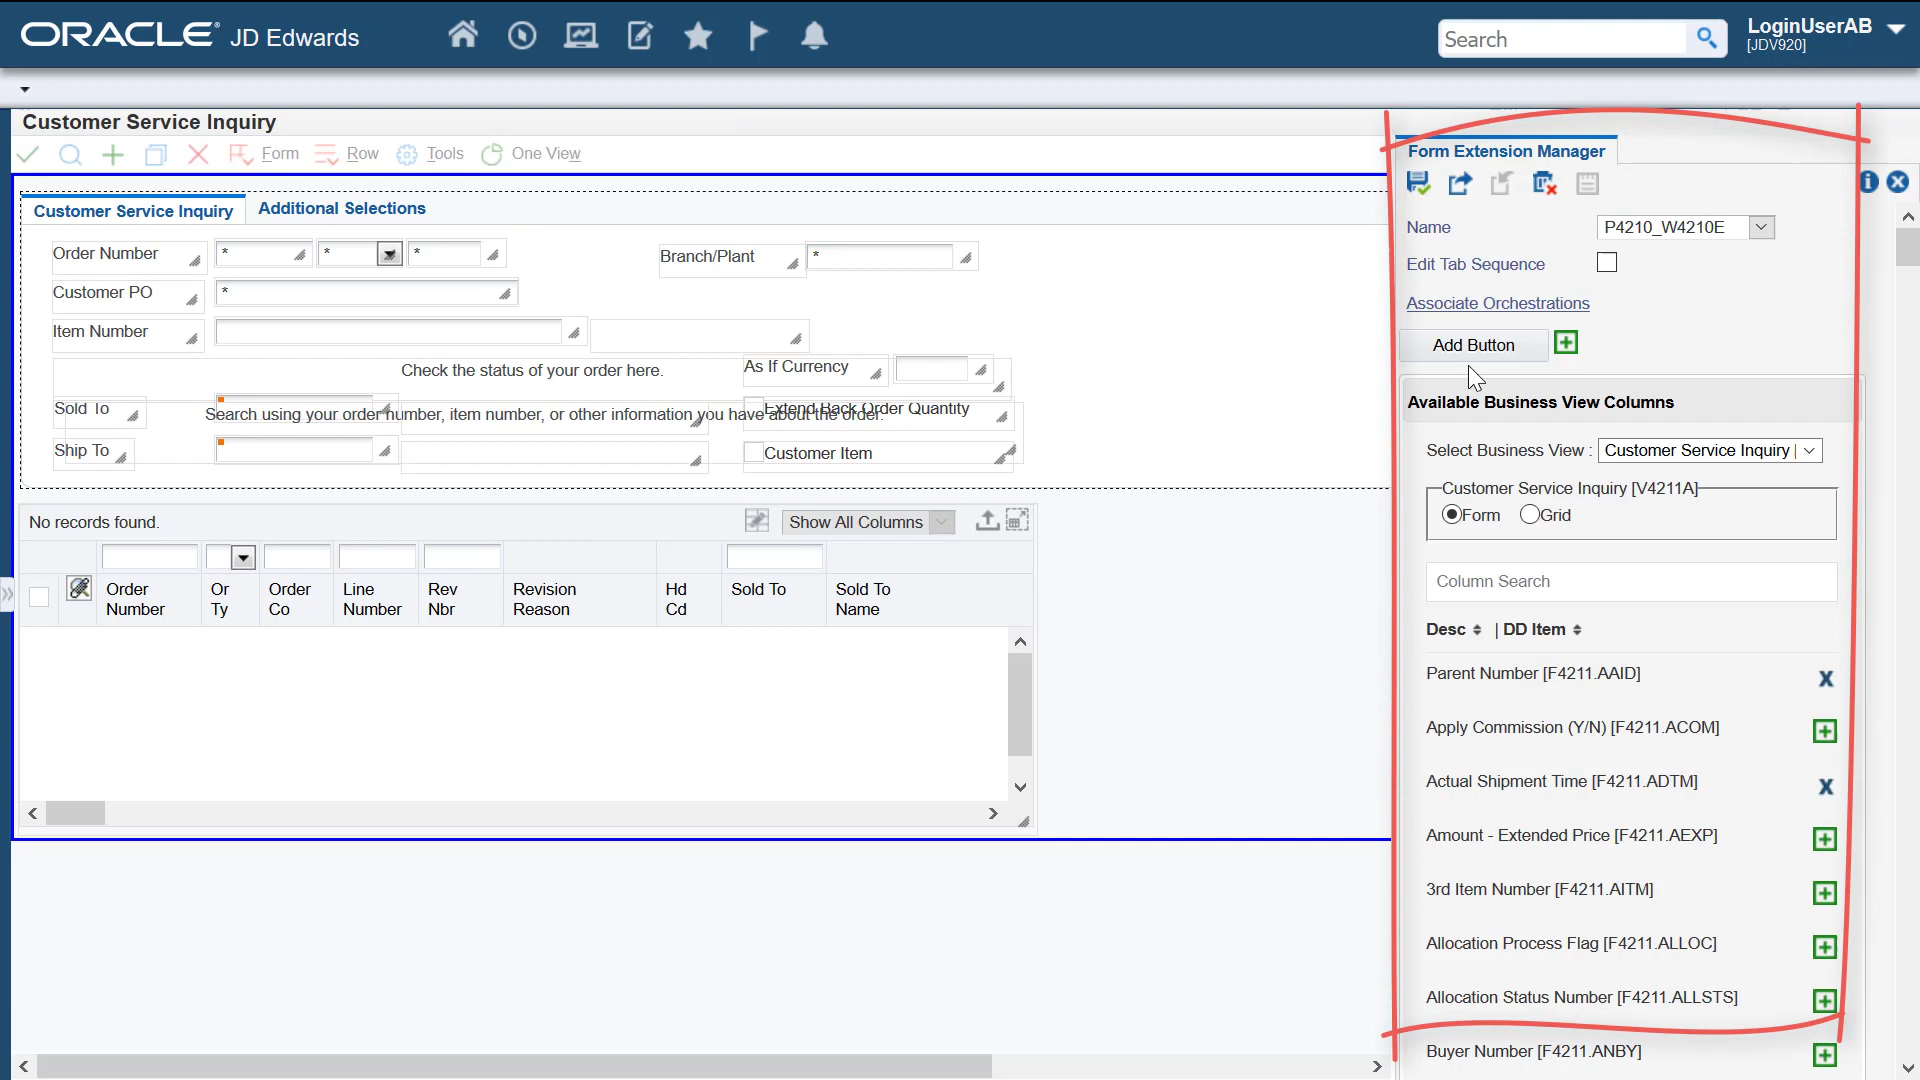 ORACLE JD Edwards
Search
LoginUserAB
[JDV920]
Customer Service Inquiry
Form Row Tools One View
Customer Service Inquiry Additional Selections
Order Number * * *
Branch/Plant *
Customer PO *
Item Number
Check the status of your order here.
As If Currency
Sold To
Search using your order number, item number, or other information you have about the order.
Extend Back Order Quantity
Ship To
Customer Item
No records found.
Show All Columns
Order Number
Or Ty
Order Co
Line Number
Rev Nbr
Revision Reason
Hd Cd
Sold To
Sold To Name
Form Extension Manager
Name P4210_W4210E
Edit Tab Sequence
Associate Orchestrations
Add Button
Available Business View Columns
Select Business View : Customer Service Inquiry |
Customer Service Inquiry [V4211A]
Form Grid
Column Search
Desc | DD Item
Parent Number [F4211.AAID]
Apply Commission (Y/N) [F4211.ACOM]
Actual Shipment Time [F4211.ADTM]
Amount - Extended Price [F4211.AEXP]
3rd Item Number [F4211.AITM]
Allocation Process Flag [F4211.ALLOC]
Allocation Status Number [F4211.ALLSTS]
Buyer Number [F4211.ANBY]